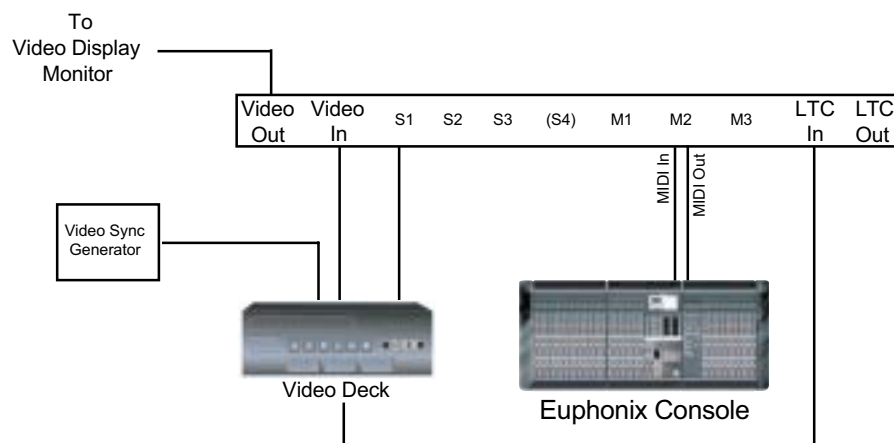 To
Video Display
Monitor
Video Out
Video In
S1
S2
S3
(S4)
M1
M2
M3
LTC In
LTC Out
MIDI In
MIDI Out
Video Sync
Generator
Video Deck
Euphonix Console